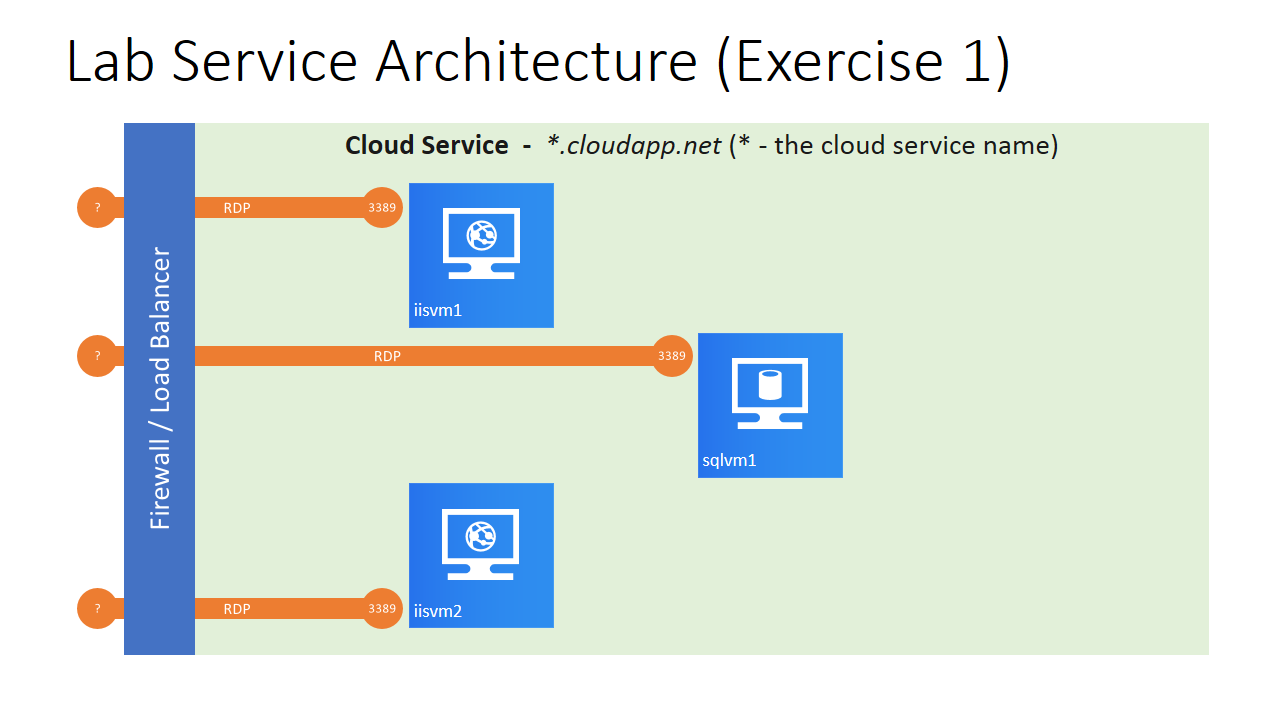 Lab Service Architecture (Exercise 1)
Cloud Service - *.cloudapp.net (* - the cloud service name)
Firewall / Load Balancer
? RDP 3389
iisvm1
? RDP 3389
sqlvm1
? RDP 3389
iisvm2